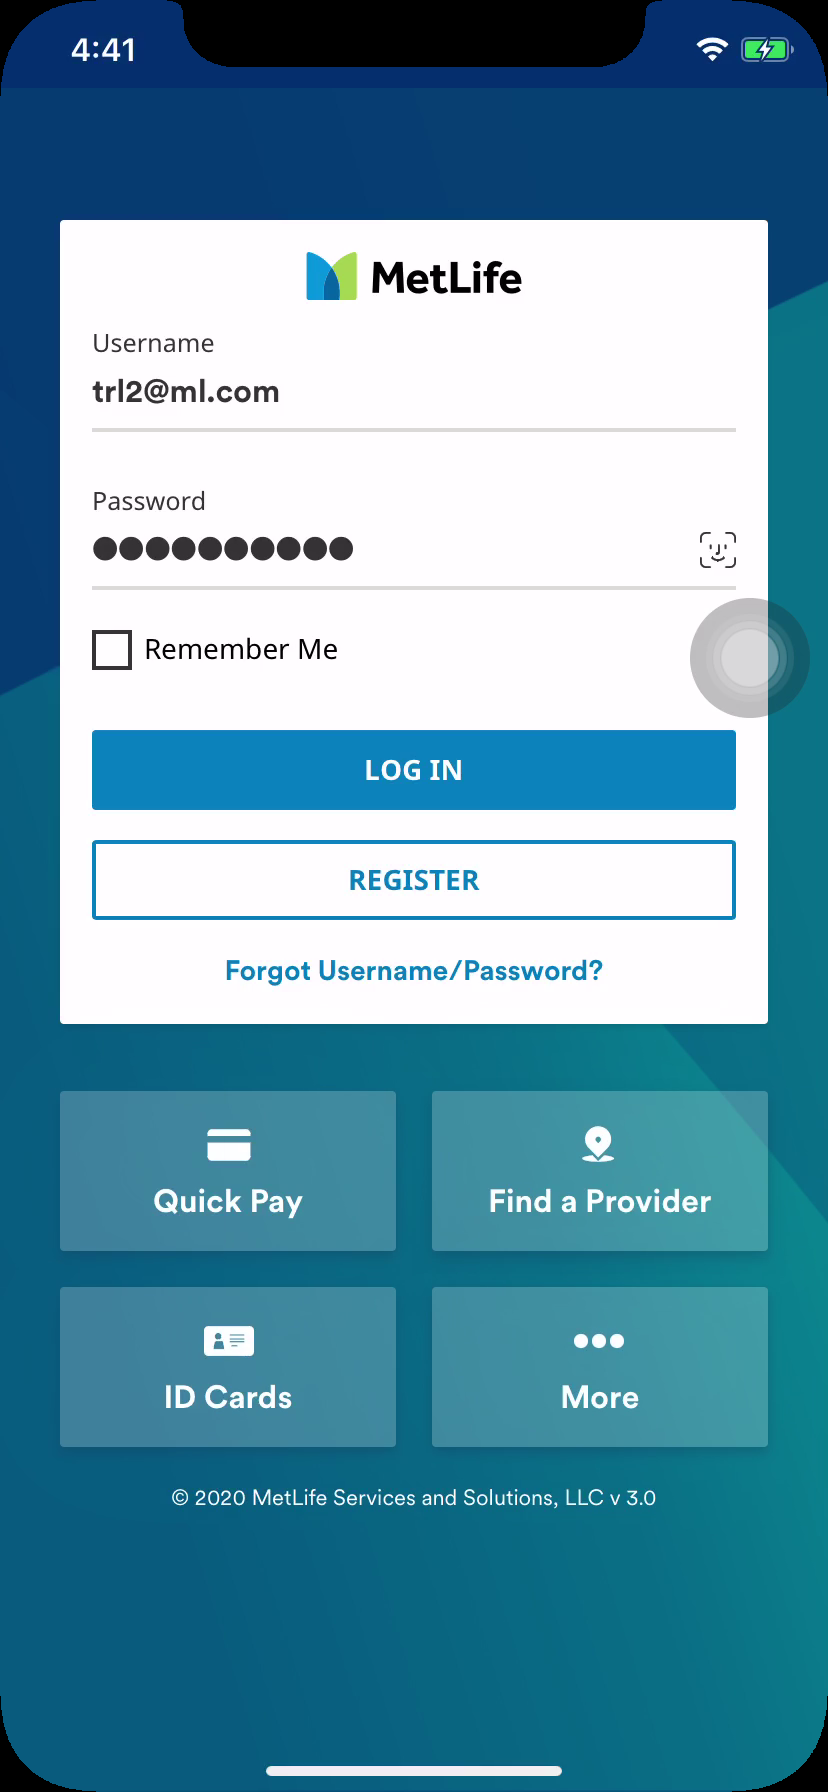 4:41
MetLife
Username
trl2@ml.com
Password
●●●●●●●●●●
Remember Me
LOG IN
REGISTER
Forgot Username/Password?
Quick Pay
Find a Provider
ID Cards
More
© 2020 MetLife Services and Solutions, LLC v 3.0